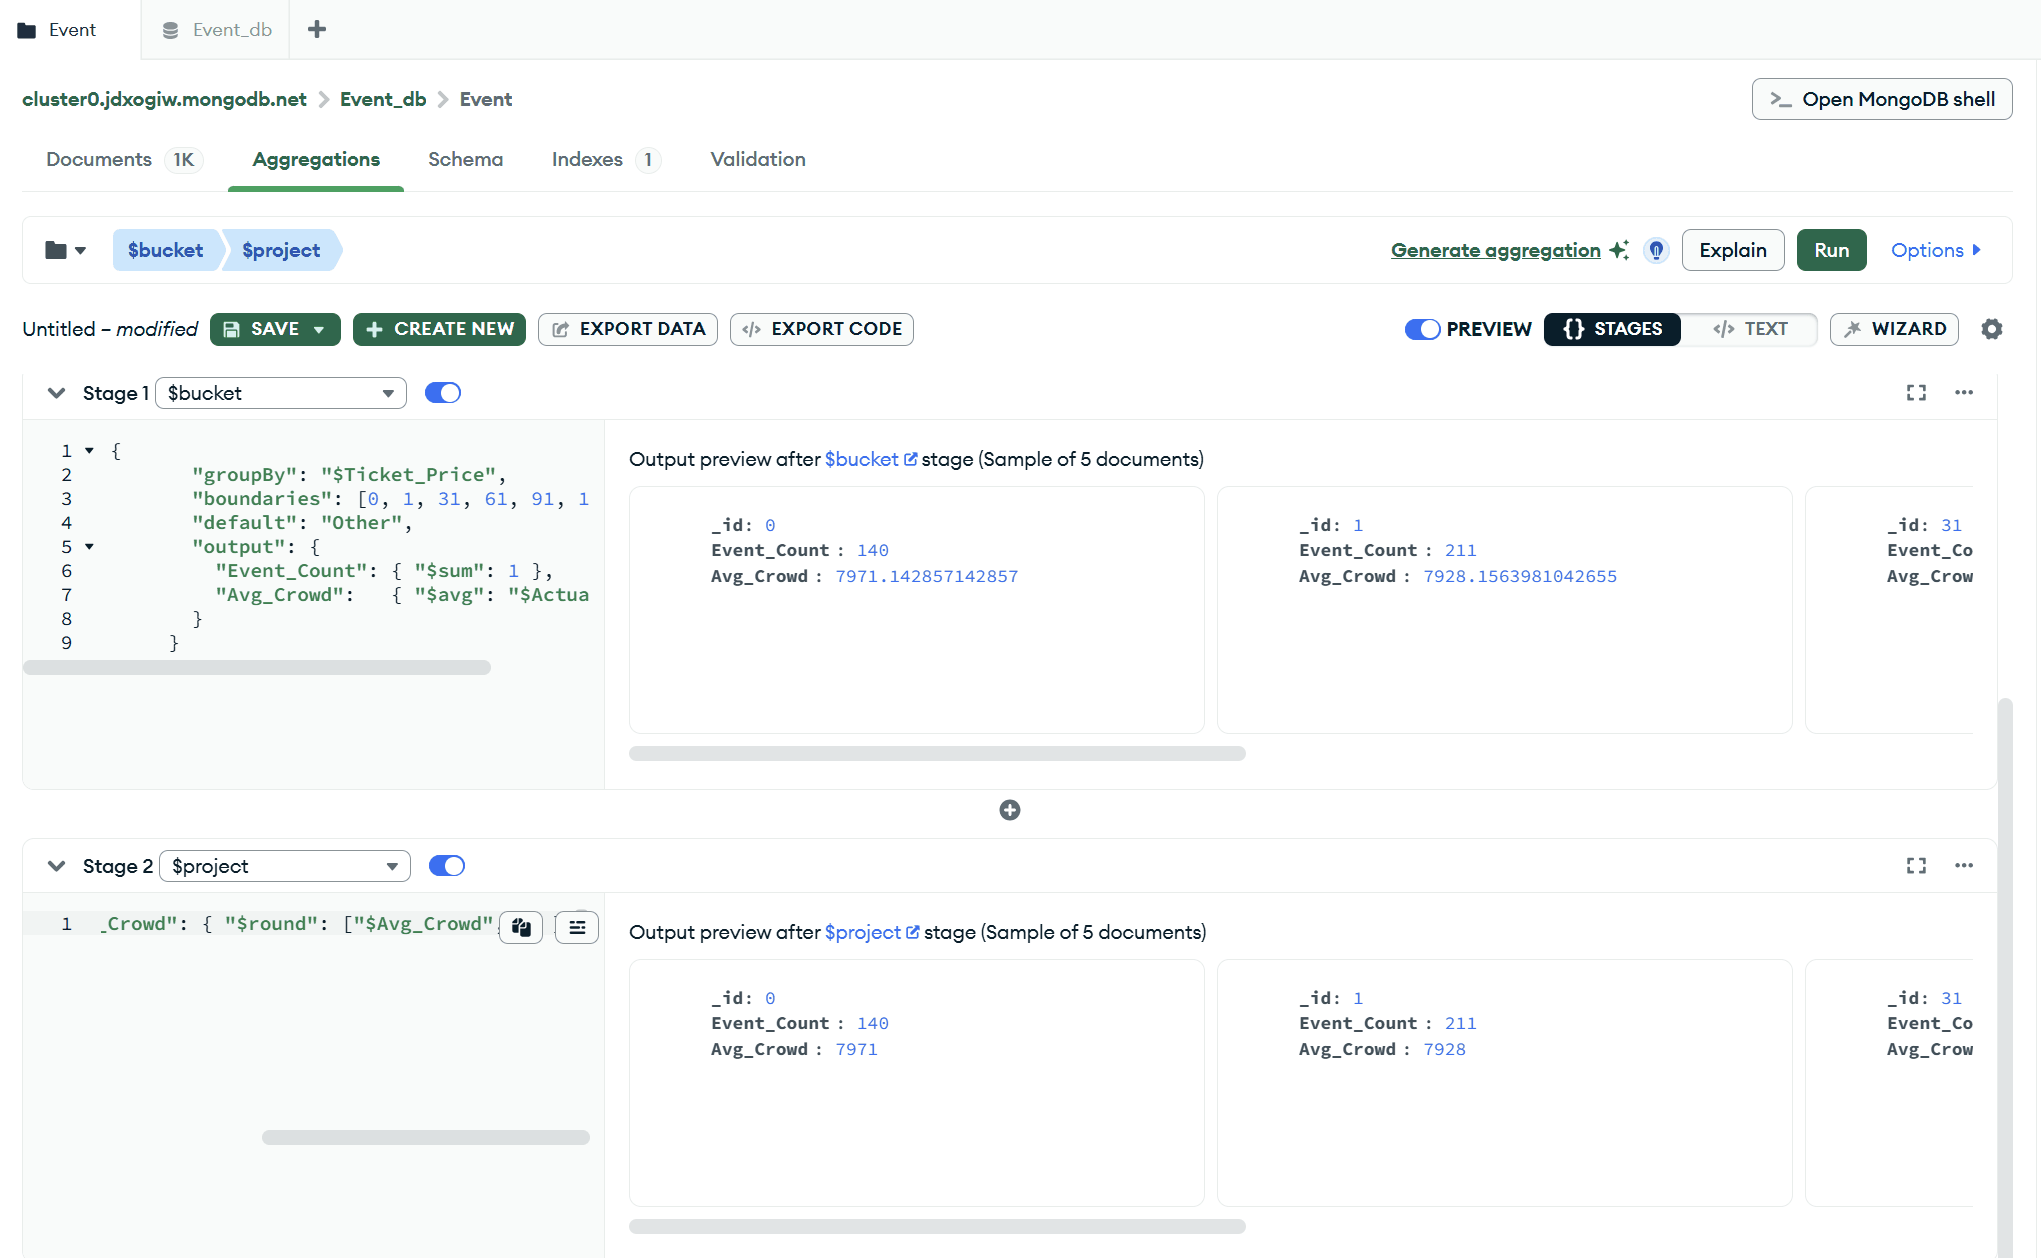 Event
Event_db
cluster0.jdxogiw.mongodb.net > Event_db > Event
>_ Open MongoDB shell
Documents 1K
Aggregations
Schema
Indexes 1
Validation
$bucket
$project
Generate aggregation
Explain
Run
Options
Untitled – modified
SAVE
CREATE NEW
EXPORT DATA
</> EXPORT CODE
PREVIEW
{} STAGES
</> TEXT
WIZARD
Stage 1 $bucket
1 {
2 "groupBy": "$Ticket_Price",
3 "boundaries": [0, 1, 31, 61, 91, 1
4 "default": "Other",
5 "output": {
6 "Event_Count": { "$sum": 1 },
7 "Avg_Crowd":   { "$avg": "$Actua
8 }
9 }
Output preview after $bucket stage (Sample of 5 documents)
_id: 0
Event_Count : 140
Avg_Crowd : 7971.142857142857
_id: 1
Event_Count : 211
Avg_Crowd : 7928.1563981042655
_id: 31
Event_Co
Avg_Crow
Stage 2 $project
1 _Crowd": { "$round": ["$Avg_Crowd"
Output preview after $project stage (Sample of 5 documents)
_id: 0
Event_Count : 140
Avg_Crowd : 7971
_id: 1
Event_Count : 211
Avg_Crowd : 7928
_id: 31
Event_Co
Avg_Crow